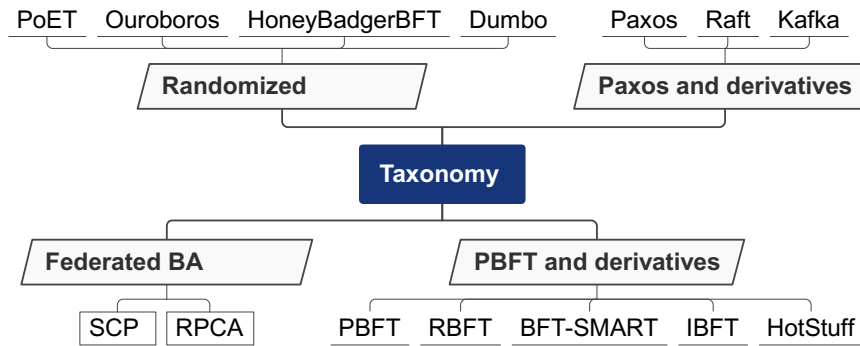 PoET Ouroboros HoneyBadgerBFT Dumbo Paxos Raft Kafka
Randomized Paxos and derivatives
Taxonomy
Federated BA PBFT and derivatives
SCP RPCA PBFT RBFT BFT-SMART IBFT HotStuff